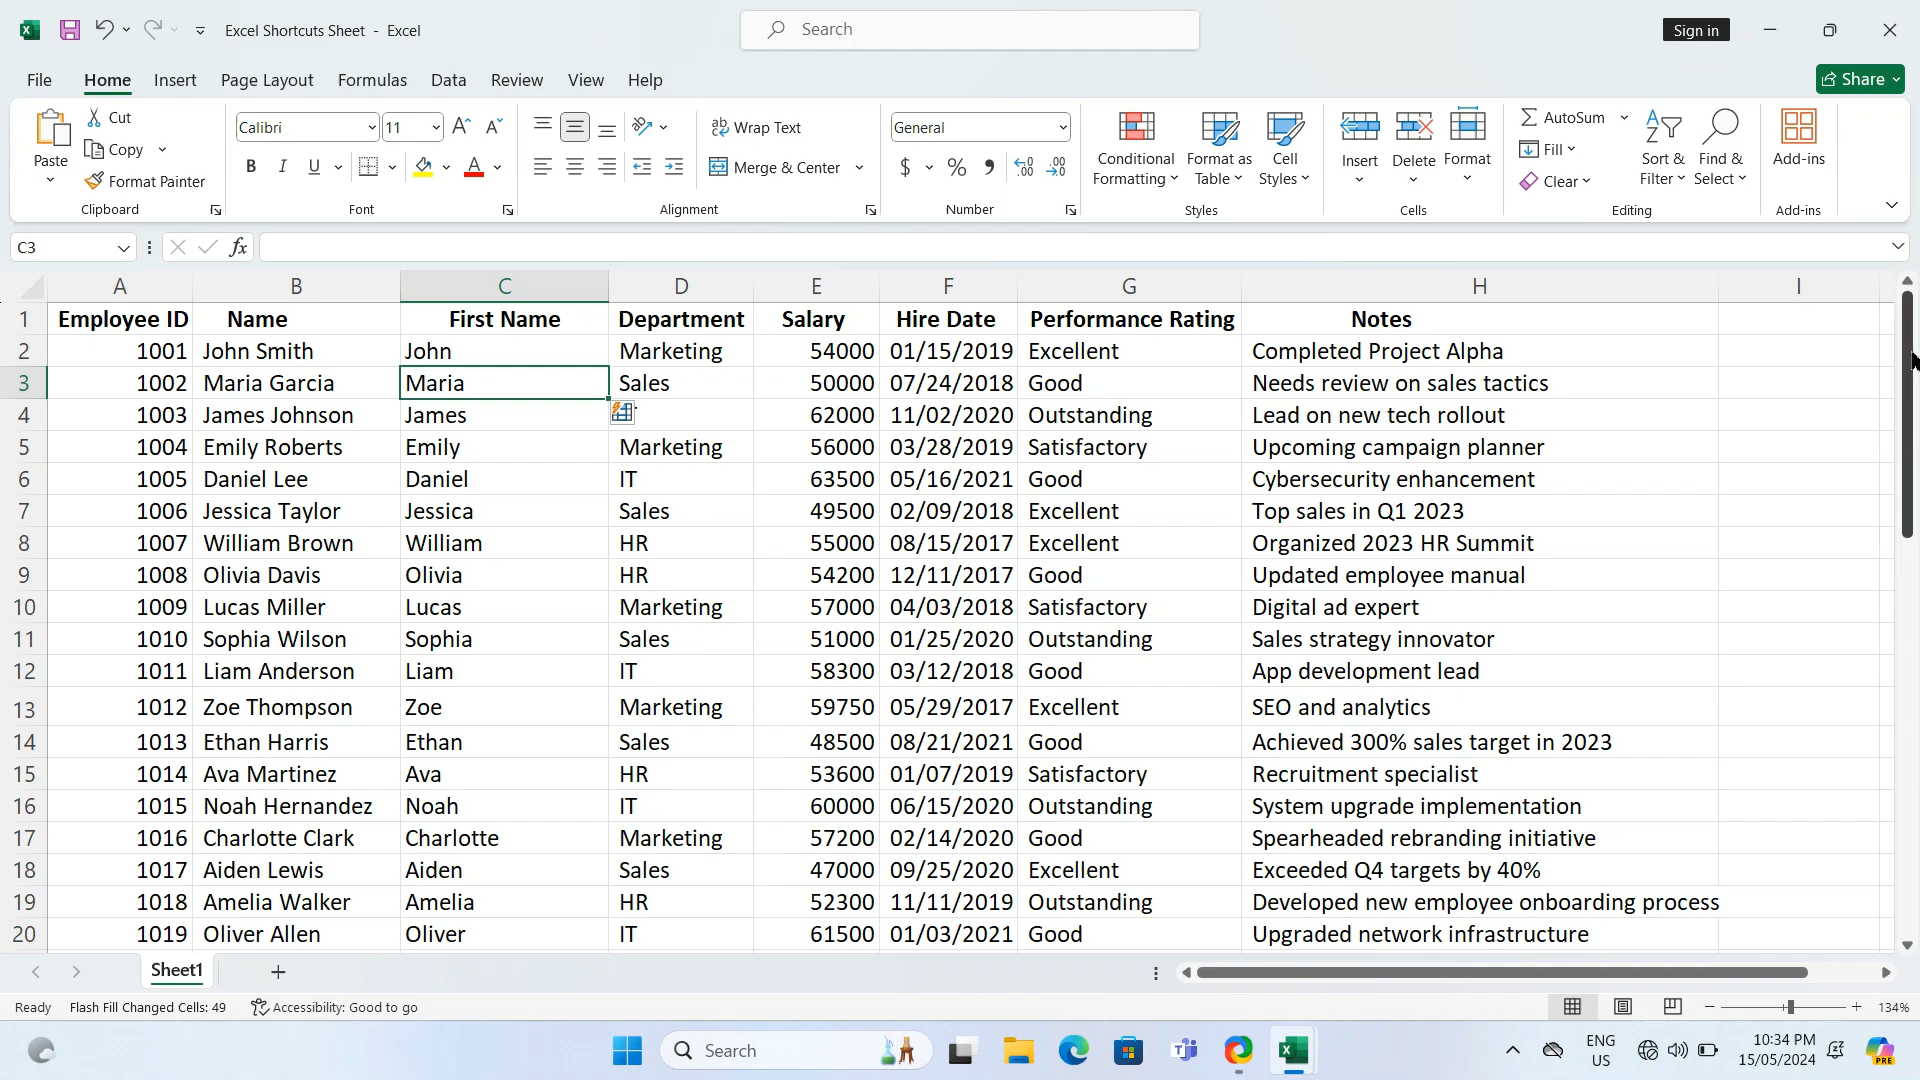 Excel Shortcuts Sheet - Excel
Search
Sign in
File Home Insert Page Layout Formulas Data Review View Help
Share
Paste
Cut
Copy
Format Painter
Clipboard
Calibri 11
B I U A
Font
ab Wrap Text
Merge & Center
Alignment
General
$ % 9 .00 .00
Number
Conditional Formatting
Format as Table
Cell Styles
Styles
Insert Delete Format
Cells
AutoSum
Fill
Clear
Sort & Filter
Find & Select
Editing
Add-ins
Add-ins
C3 fx
A B C D E F G H I
1 Employee ID Name First Name Department Salary Hire Date Performance Rating Notes
2 1001 John Smith John Marketing 54000 01/15/2019 Excellent Completed Project Alpha
3 1002 Maria Garcia Maria Sales 50000 07/24/2018 Good Needs review on sales tactics
4 1003 James Johnson James 62000 11/02/2020 Outstanding Lead on new tech rollout
5 1004 Emily Roberts Emily Marketing 56000 03/28/2019 Satisfactory Upcoming campaign planner
6 1005 Daniel Lee Daniel IT 63500 05/16/2021 Good Cybersecurity enhancement
7 1006 Jessica Taylor Jessica Sales 49500 02/09/2018 Excellent Top sales in Q1 2023
8 1007 William Brown William HR 55000 08/15/2017 Excellent Organized 2023 HR Summit
9 1008 Olivia Davis Olivia HR 54200 12/11/2017 Good Updated employee manual
10 1009 Lucas Miller Lucas Marketing 57000 04/03/2018 Satisfactory Digital ad expert
11 1010 Sophia Wilson Sophia Sales 51000 01/25/2020 Outstanding Sales strategy innovator
12 1011 Liam Anderson Liam IT 58300 03/12/2018 Good App development lead
13 1012 Zoe Thompson Zoe Marketing 59750 05/29/2017 Excellent SEO and analytics
14 1013 Ethan Harris Ethan Sales 48500 08/21/2021 Good Achieved 300% sales target in 2023
15 1014 Ava Martinez Ava HR 53600 01/07/2019 Satisfactory Recruitment specialist
16 1015 Noah Hernandez Noah IT 60000 06/15/2020 Outstanding System upgrade implementation
17 1016 Charlotte Clark Charlotte Marketing 57200 02/14/2020 Good Spearheaded rebranding initiative
18 1017 Aiden Lewis Aiden Sales 47000 09/25/2020 Excellent Exceeded Q4 targets by 40%
19 1018 Amelia Walker Amelia HR 52300 11/11/2019 Outstanding Developed new employee onboarding process
20 1019 Oliver Allen Oliver IT 61500 01/03/2021 Good Upgraded network infrastructure
Sheet1
Ready Flash Fill Changed Cells: 49 Accessibility: Good to go
134%
Search
ENG
US
10:34 PM
15/05/2024
PRE